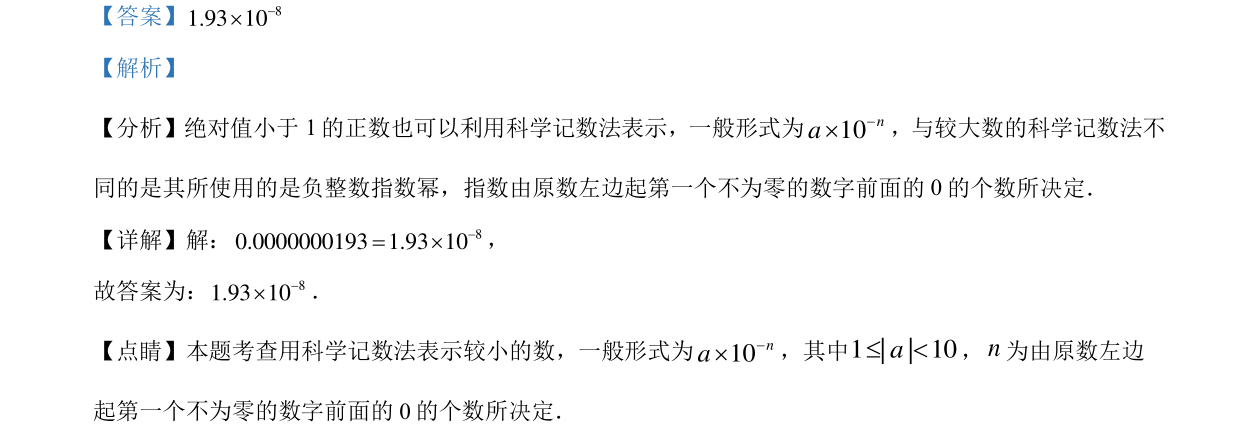 【答案】1.93×10⁻⁸
【解析】
【分析】绝对值小于 1 的正数也可以利用科学记数法表示，一般形式为 a×10⁻ⁿ，与较大数的科学记数法不
同的是其所使用的是负整数指数幂，指数由原数左边起第一个不为零的数字前面的 0 的个数所决定．
【详解】解：0.0000000193=1.93×10⁻⁸，
故答案为：1.93×10⁻⁸．
【点睛】本题考查用科学记数法表示较小的数，一般形式为 a×10⁻ⁿ，其中1≤|a|<10，n 为由原数左边
起第一个不为零的数字前面的 0 的个数所决定．